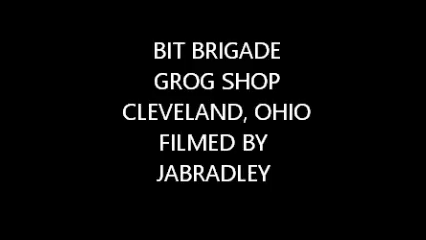 BIT BRIGADE
GROG SHOP
CLEVELAND, OHIO
FILMED BY
JABRADLEY